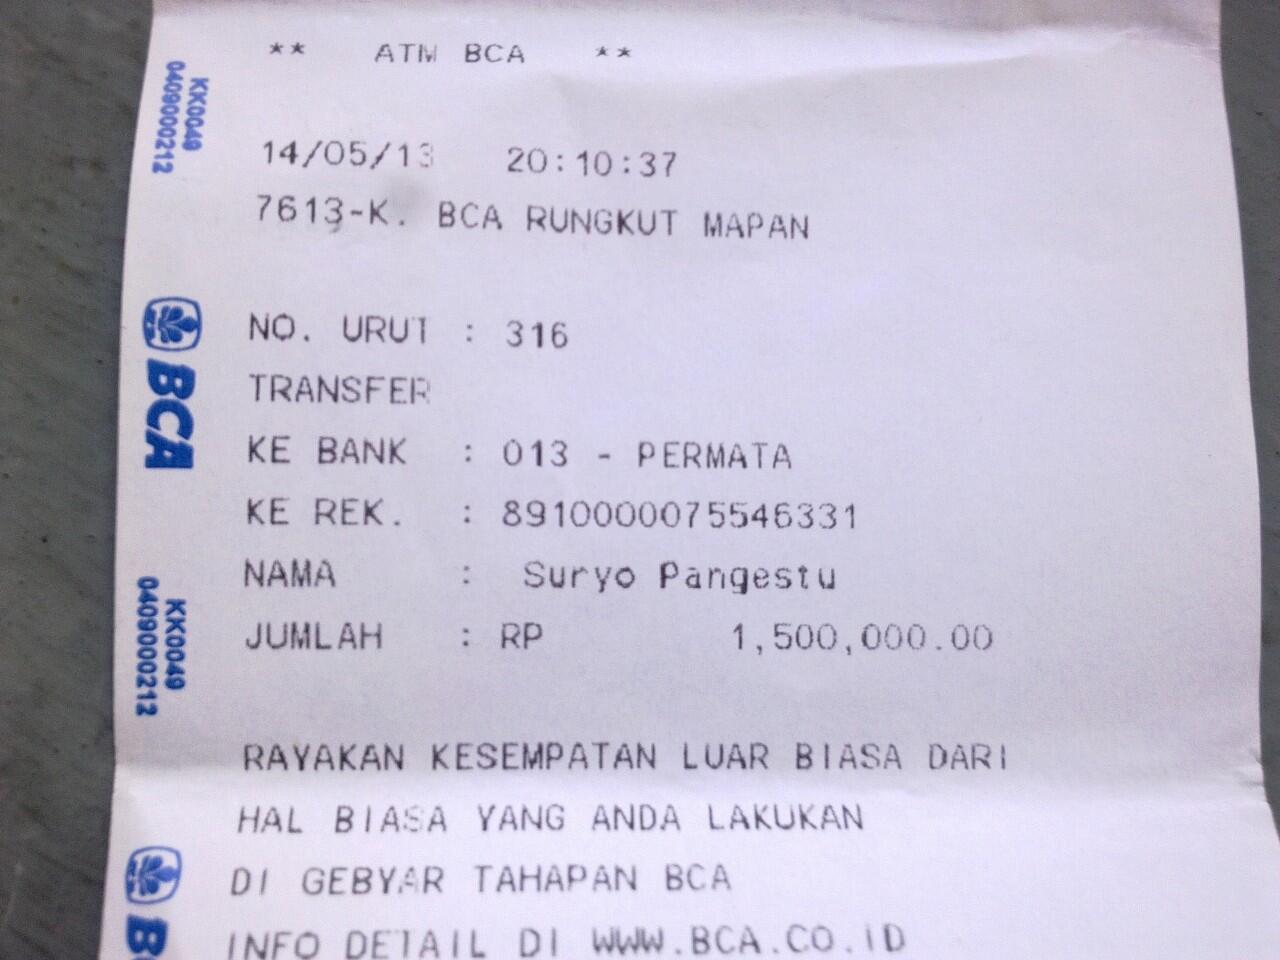 ** ATM BCA **
14/05/13 20:10:37
7613-K. BCA RUNGKUT MAPAN
NO. URUT : 316
TRANSFER
KE BANK : 013 - PERMATA
KE REK. : 8910000075546331
NAMA : Suryo Pangestu
JUMLAH : RP 1,500,000.00
RAYAKAN KESEMPATAN LUAR BIASA DARI
HAL BIASA YANG ANDA LAKUKAN
DI GEBYAR TAHAPAN BCA
INFO DETAIL DI WWW.BCA.CO.ID
KK0049
0409000212
BCA
KK0049
0409000212